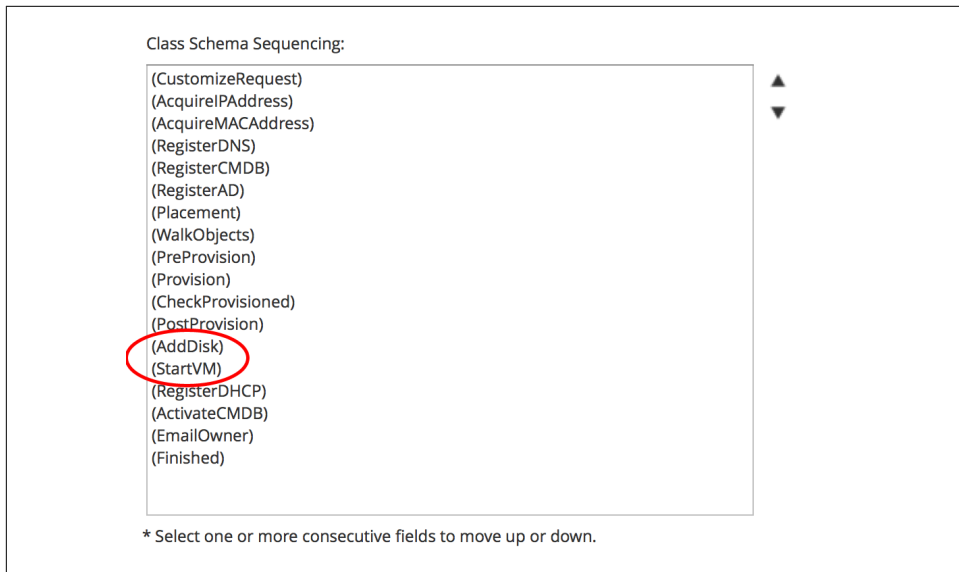 Class Schema Sequencing:
(CustomizeRequest)
(AcquireIPAddress)
(AcquireMACAddress)
(RegisterDNS)
(RegisterCMDB)
(RegisterAD)
(Placement)
(WalkObjects)
(PreProvision)
(Provision)
(CheckProvisioned)
(PostProvision)
(AddDisk)
(StartVM)
(RegisterDHCP)
(ActivateCMDB)
(EmailOwner)
(Finished)
* Select one or more consecutive fields to move up or down.